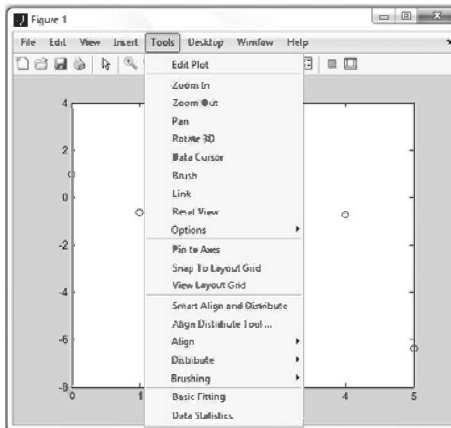 Figure 1
File Edit View Insert Tools Desktop Window Help
Edit Plot
Zoom In
Zoom Out
Pan
Rotate 3D
Data Cursor
Brush
Link
Reset View
Options
Pin to Axes
Snap To Layout Grid
View Layout Grid
Smart Align and Distribute
Align Distribute Tool ...
Align
Distribute
Brushing
Basic Fitting
Data Statistics
4
2
0
-2
-4
-6
-8
0 1 4 5